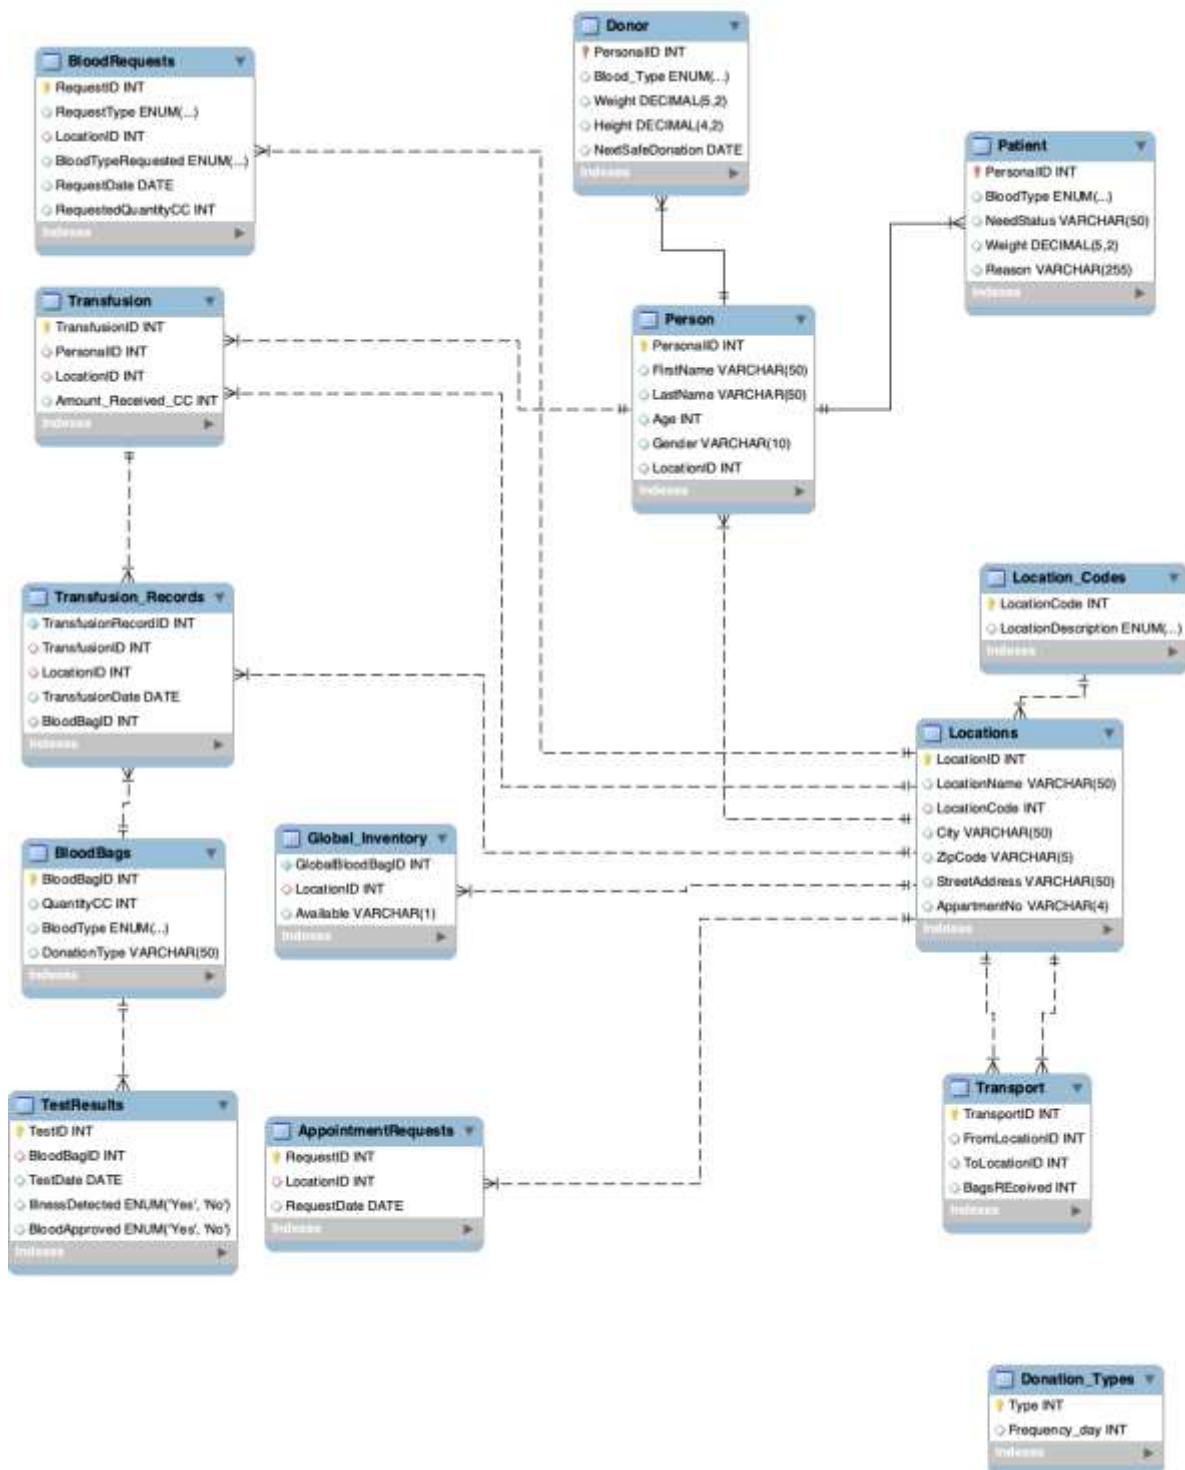 BloodRequests
RequestID INT
RequestType ENUM(...)
LocationID INT
BloodTypeRequested ENUM(...)
RequestDate DATE
RequestedQuantityCC INT
Indexes
Donor
PersonalID INT
Blood_Type ENUM(...)
Weight DECIMAL(5,2)
Height DECIMAL(4,2)
NextSafeDonation DATE
Indexes
Patient
PersonalID INT
BloodType ENUM(...)
NeedStatus VARCHAR(50)
Weight DECIMAL(5,2)
Reason VARCHAR(255)
Indexes
Transfusion
TransfusionID INT
PersonalID INT
LocationID INT
Amount_Received_CC INT
Indexes
Person
PersonalID INT
FirstName VARCHAR(50)
LastName VARCHAR(50)
Age INT
Gender VARCHAR(10)
LocationID INT
Indexes
Transfusion_Records
TransfusionRecordID INT
TransfusionID INT
LocationID INT
TransfusionDate DATE
BloodBagID INT
Indexes
Location_Codes
LocationCode INT
LocationDescription ENUM(...)
Indexes
Locations
LocationID INT
LocationName VARCHAR(50)
LocationCode INT
City VARCHAR(50)
ZipCode VARCHAR(5)
StreetAddress VARCHAR(50)
AppartmentNo VARCHAR(4)
Indexes
BloodBags
BloodBagID INT
QuantityCC INT
BloodType ENUM(...)
DonationType VARCHAR(50)
Indexes
Global_Inventory
GlobalBloodBagID INT
LocationID INT
Available VARCHAR(1)
Indexes
TestResults
TestID INT
BloodBagID INT
TestDate DATE
IllnessDetected ENUM('Yes', 'No')
BloodApproved ENUM('Yes', 'No')
Indexes
AppointmentRequests
RequestID INT
LocationID INT
RequestDate DATE
Indexes
Transport
TransportID INT
FromLocationID INT
ToLocationID INT
BagsREceived INT
Indexes
Donation_Types
Type INT
Frequency_day INT
Indexes